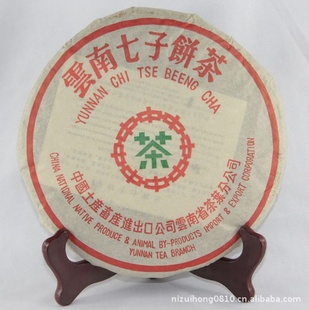 雲南七子餅茶
YUNNAN CHI TSE BEENG CHA
茶
中國土產畜產進出口公司雲南省茶葉分公司
CHINA NATIONAL NATIVE PRODUCE & ANIMAL BY-PRODUCTS IMPORT & EXPORT CORPORATION
YUNNAN TEA BRANCH
nizuihong0810.cn.alibaba.com